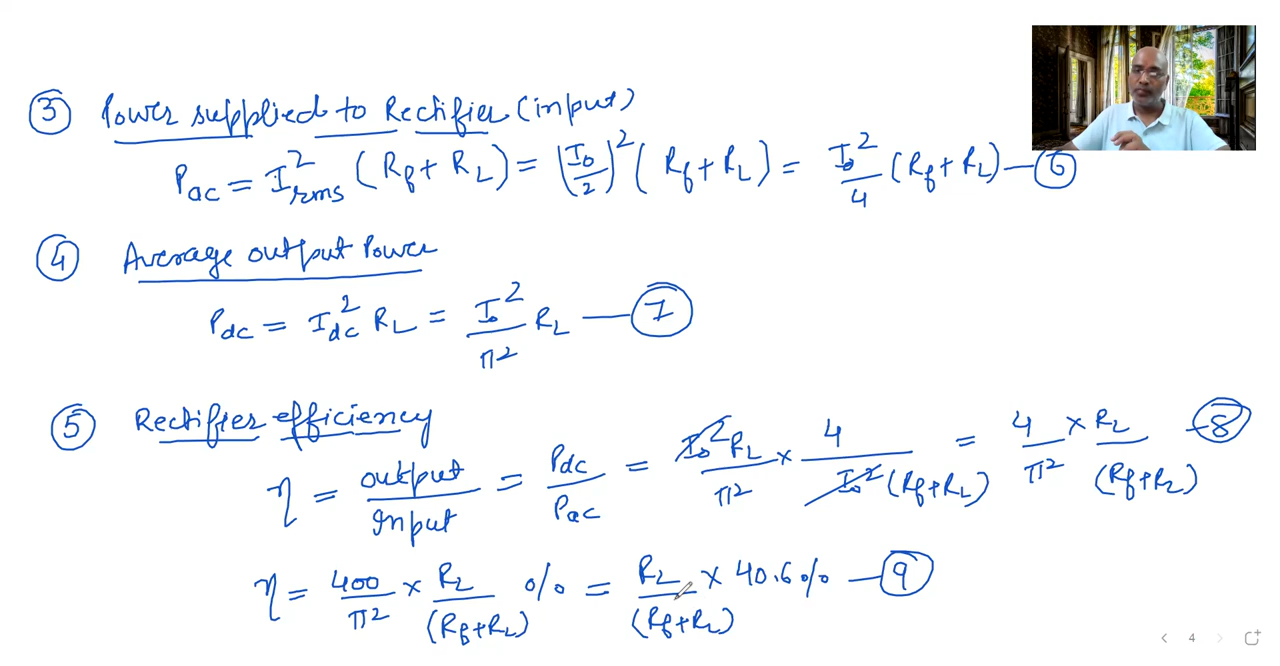 ③ Power supplied to Rectifier (input)
Pac = I²rms (Rf + RL) = (I₀/2)² (Rf + RL) = I₀²/4 (Rf + RL) — ⑥
④ Average output Power
Pdc = I²dc RL = I₀²/π² RL — ⑦
⑤ Rectifier efficiency
η = output/Input = Pdc/Pac = I₀² RL/π² × 4/I₀² (Rf + RL) = 4/π² × RL/(Rf + RL) — ⑧
η = 400/π² × RL/(Rf + RL) % = RL/(Rf + RL) × 40.6% — ⑨
4